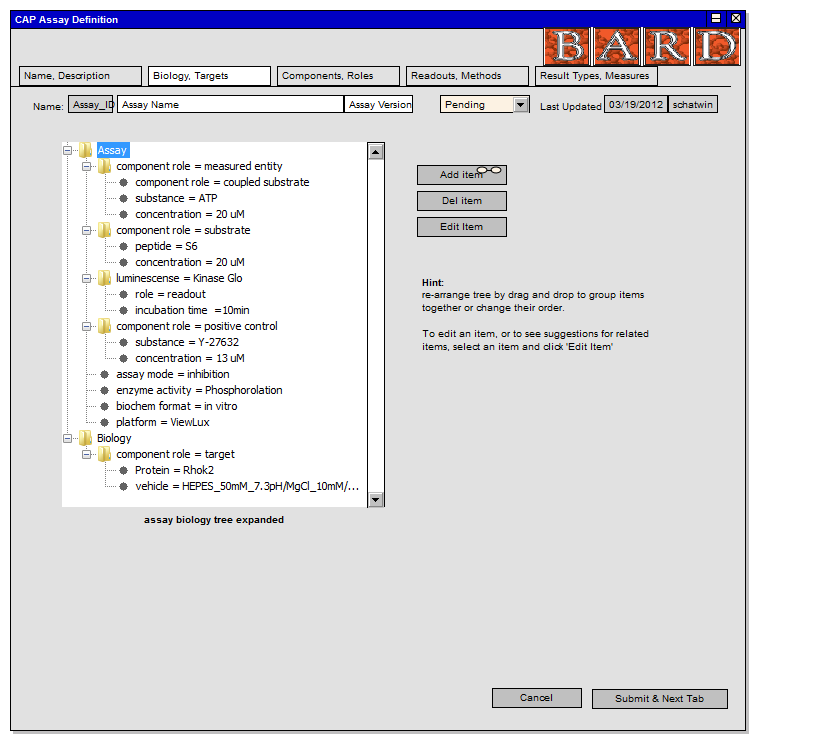 CAP Assay Definition
BARD
Name, Description
Biology, Targets
Components, Roles
Readouts, Methods
Result Types, Measures
Name:
Assay_ID
Assay Name
Assay Version
Pending
Last Updated
03/19/2012
schatwin
Assay
component role = measured entity
component role = coupled substrate
substance = ATP
concentration = 20 uM
component role = substrate
peptide = S6
concentration = 20 uM
luminescense = Kinase Glo
role = readout
incubation time =10min
component role = positive control
substance = Y-27632
concentration = 13 uM
assay mode = inhibition
enzyme activity = Phosphorolation
biochem format = in vitro
platform = ViewLux
Biology
component role = target
Protein = Rhok2
vehicle = HEPES_50mM_7.3pH/MgCl_10mM/...
assay biology tree expanded
Add item
Del item
Edit Item
Hint:
re-arrange tree by drag and drop to group items
together or change their order.
To edit an item, or to see suggestions for related
items, select an item and click 'Edit Item'
Cancel
Submit & Next Tab